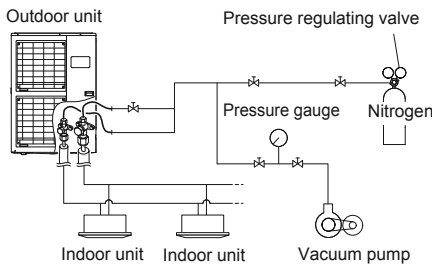 Outdoor unit
Pressure regulating valve
Pressure gauge
Nitrogen
Indoor unit
Indoor unit
Vacuum pump